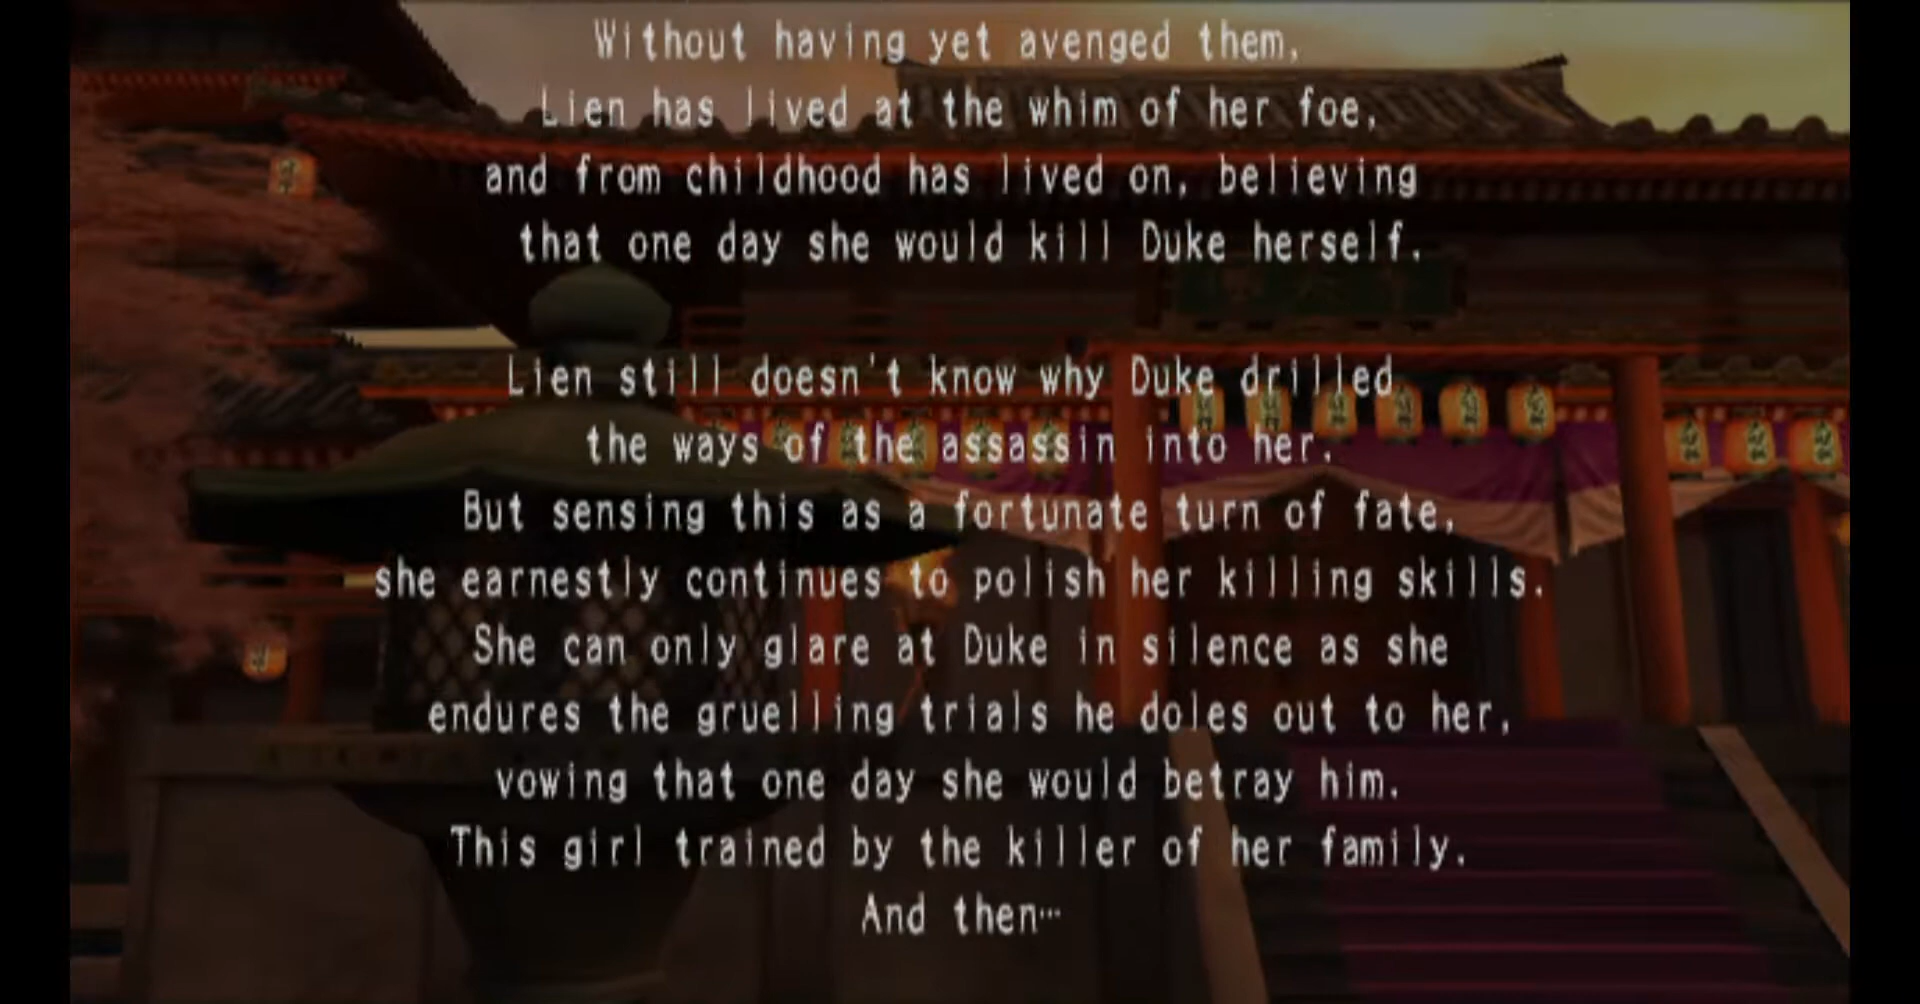 Without having yet avenged them,
Lien has lived at the whim of her foe,
and from childhood has lived on, believing
that one day she would kill Duke herself.
Lien still doesn't know why Duke drilled
the ways of the assassin into her.
But sensing this as a fortunate turn of fate,
she earnestly continues to polish her killing skills.
She can only glare at Duke in silence as she
endures the gruelling trials he doles out to her,
vowing that one day she would betray him.
This girl trained by the killer of her family.
And then…